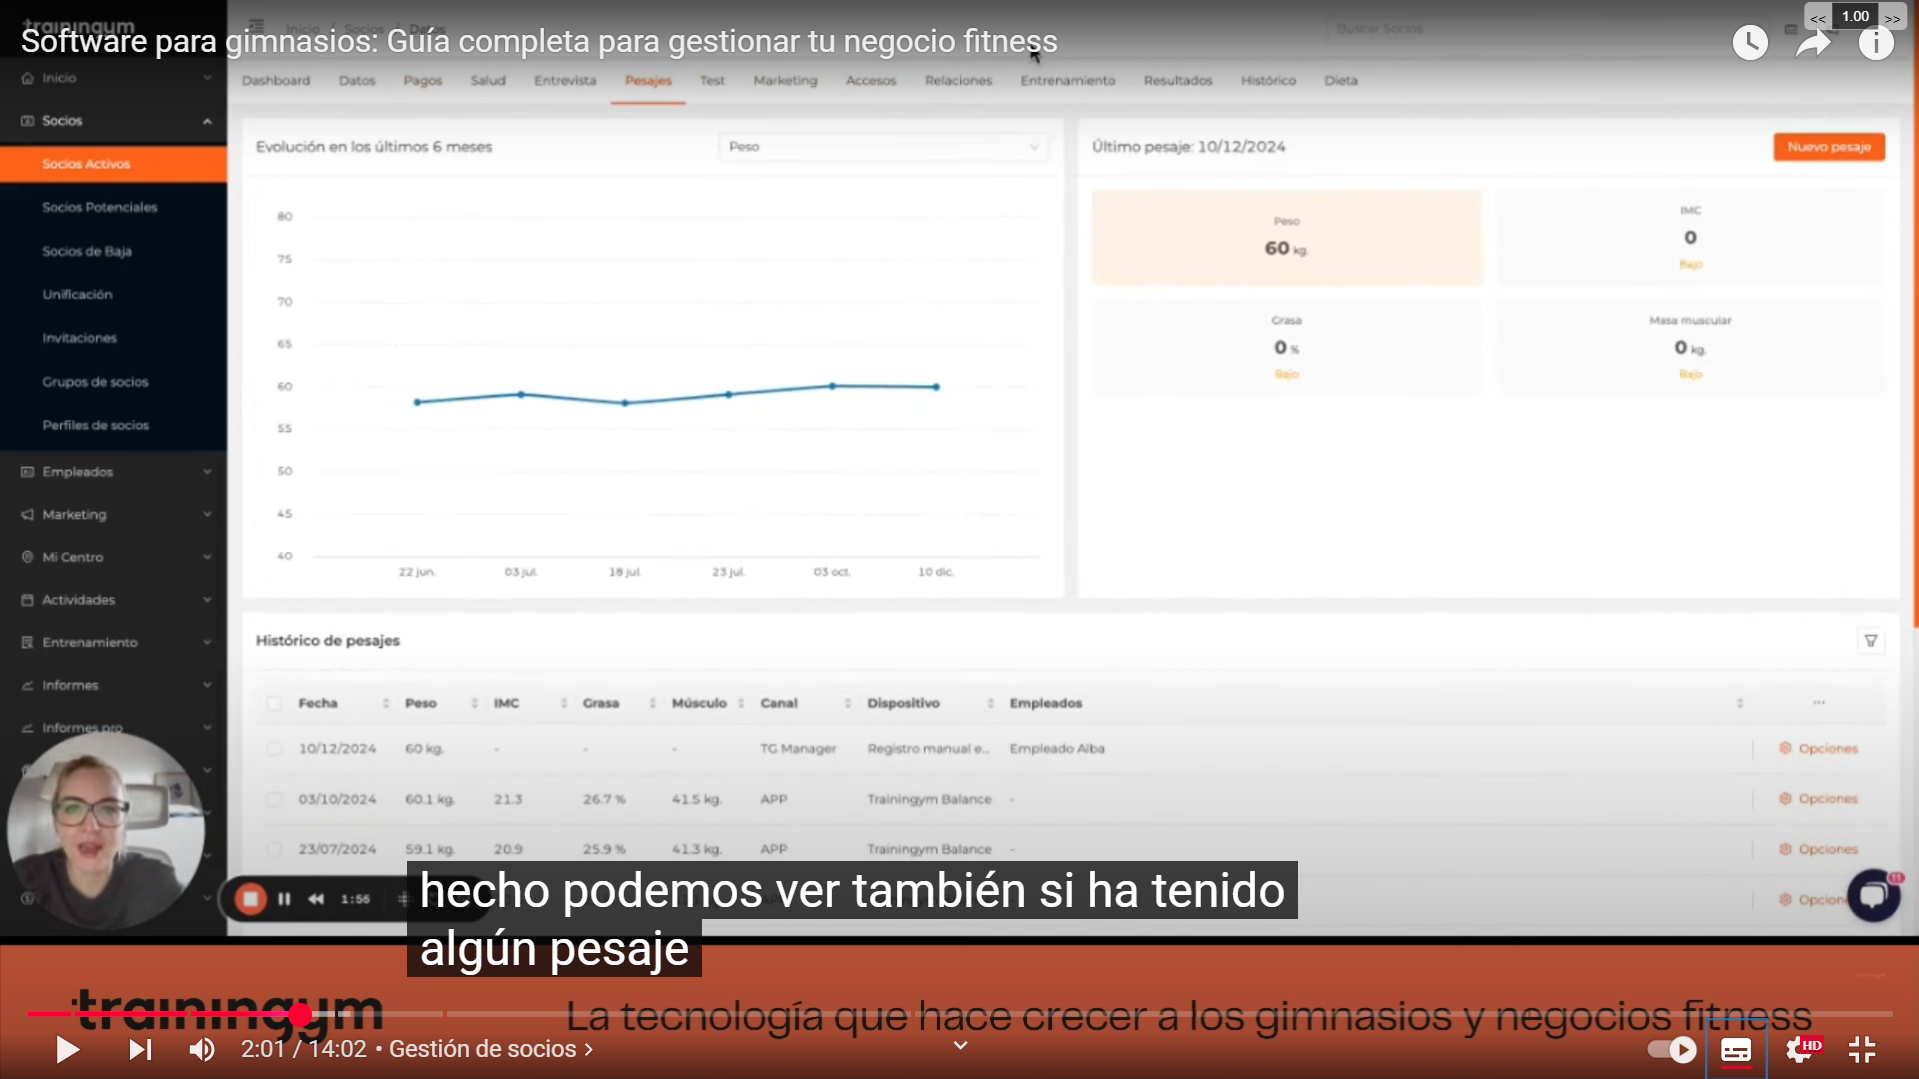 trainingym
Inicio / Socios / Datos
Buscar Socios
<< 1.00 >>
Software para gimnasios: Guía completa para gestionar tu negocio fitness
Inicio
Dashboard Datos Pagos Salud Entrevista Pesajes Test Marketing Accesos Relaciones Entrenamiento Resultados Histórico Dieta
Socios
Socios Activos
Socios Potenciales
Socios de Baja
Unificación
Invitaciones
Grupos de socios
Perfiles de socios
Empleados
Marketing
Mi Centro
Actividades
Entrenamiento
Informes
Informes pro
Evolución en los últimos 6 meses
Peso
80
75
70
65
60
55
50
45
40
22 jun. 03 jul. 18 jul. 23 jul. 03 oct. 10 dic.
Último pesaje: 10/12/2024
Nuevo pesaje
Peso
60 kg.
IMC
0
Bajo
Grasa
0 %
Bajo
Masa muscular
0 kg.
Bajo
Histórico de pesajes
Fecha Peso IMC Grasa Músculo Canal Dispositivo Empleados ...
10/12/2024 60 kg. - - - TG Manager Registro manual e... Empleado Alba Opciones
03/10/2024 60.1 kg. 21.3 26.7 % 41.5 kg. APP Trainingym Balance - Opciones
23/07/2024 59.1 kg. 20.9 25.9 % 41.3 kg. APP Trainingym Balance - Opciones
Opcion
11
1:56
hecho podemos ver también si ha tenido
algún pesaje
trainingym
La tecnología que hace crecer a los gimnasios y negocios fitness
2:01 / 14:02 • Gestión de socios >
HD